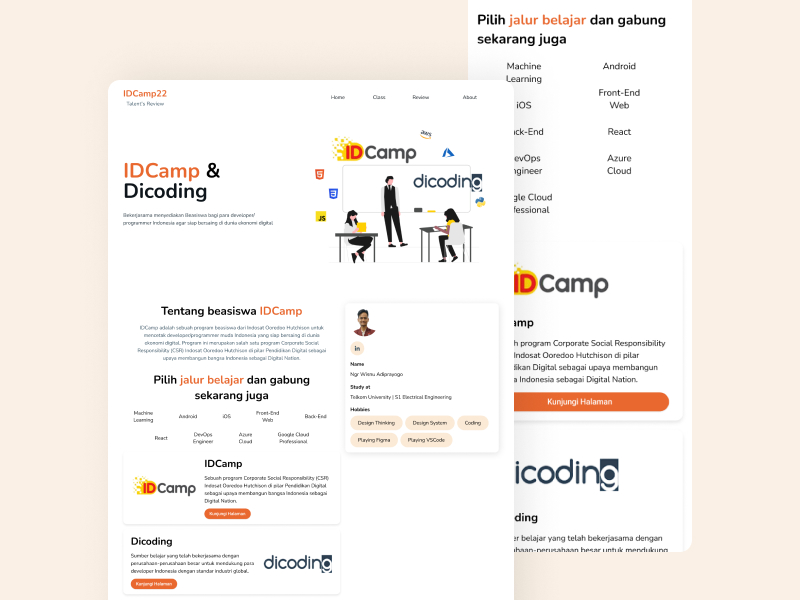 IDCamp22
Talent's Review
Home
Class
Review
About
IDCamp &
Dicoding
Bekerjasama menyediakan Beasiswa bagi para developer/
programmer Indonesia agar siap bersaing di dunia ekonomi digital
IDCamp
aws
dicoding
JS
Tentang beasiswa IDCamp
IDCamp adalah sebuah program beasiswa dari Indosat Ooredoo Hutchison untuk
mencetak developer/programmer muda Indonesia yang siap bersaing di dunia
ekonomi digital. Program ini merupakan salah satu program Corporate Social
Responsibility (CSR) Indosat Ooredoo Hutchison di pilar Pendidikan Digital sebagai
upaya membangun bangsa Indonesia sebagai Digital Nation.
Pilih jalur belajar dan gabung
sekarang juga
Machine
Learning
Android
iOS
Front-End
Web
Back-End
React
DevOps
Engineer
Azure
Cloud
Google Cloud
Professional
IDCamp
IDCamp
Sebuah program Corporate Social Responsibility (CSR)
Indosat Ooredoo Hutchison di pilar Pendidikan Digital
sebagai upaya membangun bangsa Indonesia sebagai
Digital Nation.
Kunjungi Halaman
Dicoding
Sumber belajar yang telah bekerjasama dengan
perusahaan-perusahaan besar untuk mendukung para
developer Indonesia dengan standar industri global.
Kunjungi Halaman
dicoding
in
Name
Ngr Wisnu Adiprayogo
Study at
Telkom University | S1 Electrical Engineering
Hobbies
Design Thinking
Design System
Coding
Playing Figma
Playing VSCode
Pilih jalur belajar dan gabung
sekarang juga
Machine
Learning
Android
iOS
Front-End
Web
ck-End
React
evOps
gineer
Azure
Cloud
gle Cloud
fessional
IDCamp
amp
h program Corporate Social Responsibility
Indosat Ooredoo Hutchison di pilar
ikan Digital sebagai upaya membangun
a Indonesia sebagai Digital Nation.
Kunjungi Halaman
icoding
ding
er belajar yang telah bekerjasama dengan
ahaan-perusahaan besar untuk mendukung